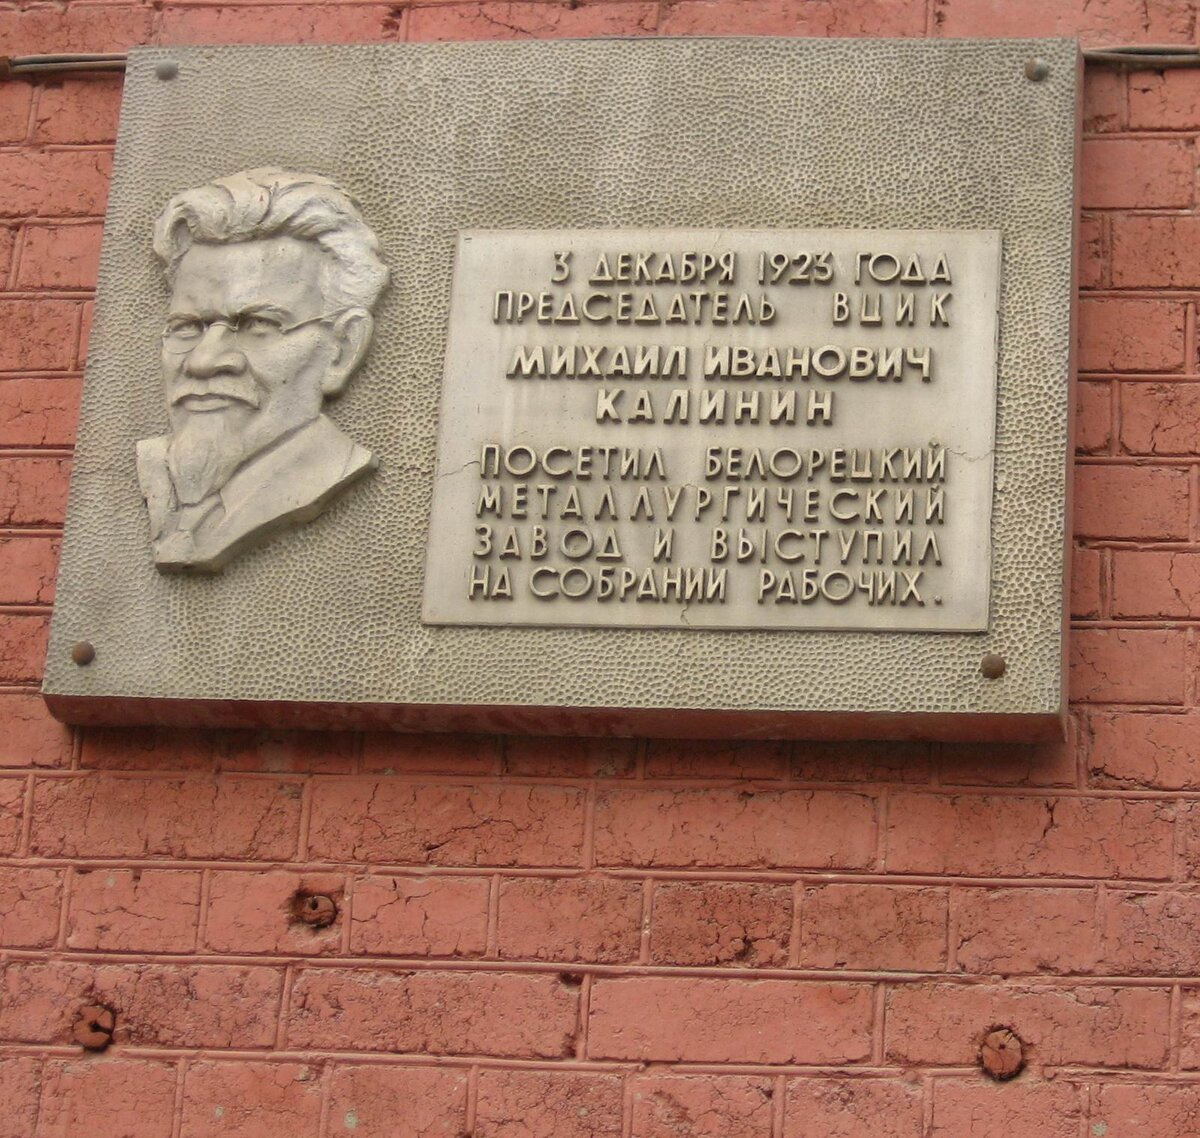 3 ДЕКАБРЯ 1923 ГОДА
ПРЕДСЕДАТЕЛЬ ВЦИК
МИХАИЛ ИВАНОВИЧ
КАЛИНИН
ПОСЕТИЛ БЕЛОРЕЦКИЙ
МЕТАЛЛУРГИЧЕСКИЙ
ЗАВОД И ВЫСТУПИЛ
НА СОБРАНИИ РАБОЧИХ.